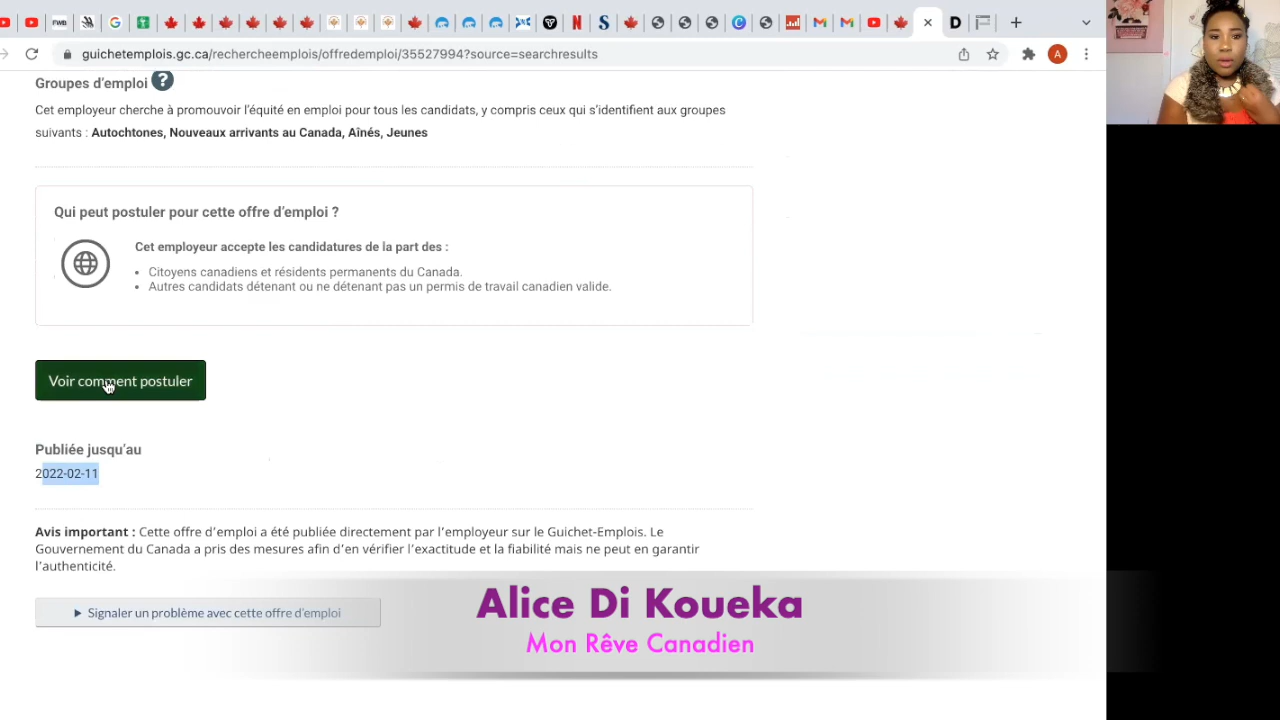 FWB
guichetemplois.gc.ca/rechercheemplois/offredemploi/35527994?source=searchresults
A
Groupes d'emploi ?
Cet employeur cherche à promouvoir l'équité en emploi pour tous les candidats, y compris ceux qui s'identifient aux groupes
suivants : Autochtones, Nouveaux arrivants au Canada, Aînés, Jeunes
Qui peut postuler pour cette offre d'emploi ?
Cet employeur accepte les candidatures de la part des :
• Citoyens canadiens et résidents permanents du Canada.
• Autres candidats détenant ou ne détenant pas un permis de travail canadien valide.
Voir comment postuler
Publiée jusqu'au
2022-02-11
Avis important : Cette offre d'emploi a été publiée directement par l'employeur sur le Guichet-Emplois. Le
Gouvernement du Canada a pris des mesures afin d'en vérifier l'exactitude et la fiabilité mais ne peut en garantir
l'authenticité.
▶ Signaler un problème avec cette offre d'emploi
Alice Di Koueka
Mon Rêve Canadien